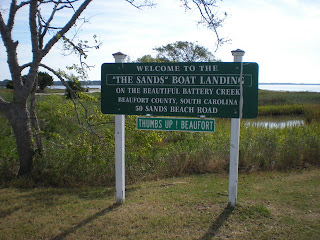 WELCOME TO THE
"THE SANDS" BOAT LANDING
ON THE BEAUTIFUL BATTERY CREEK
BEAUFORT COUNTY, SOUTH CAROLINA
50 SANDS BEACH ROAD
THUMBS UP ! BEAUFORT